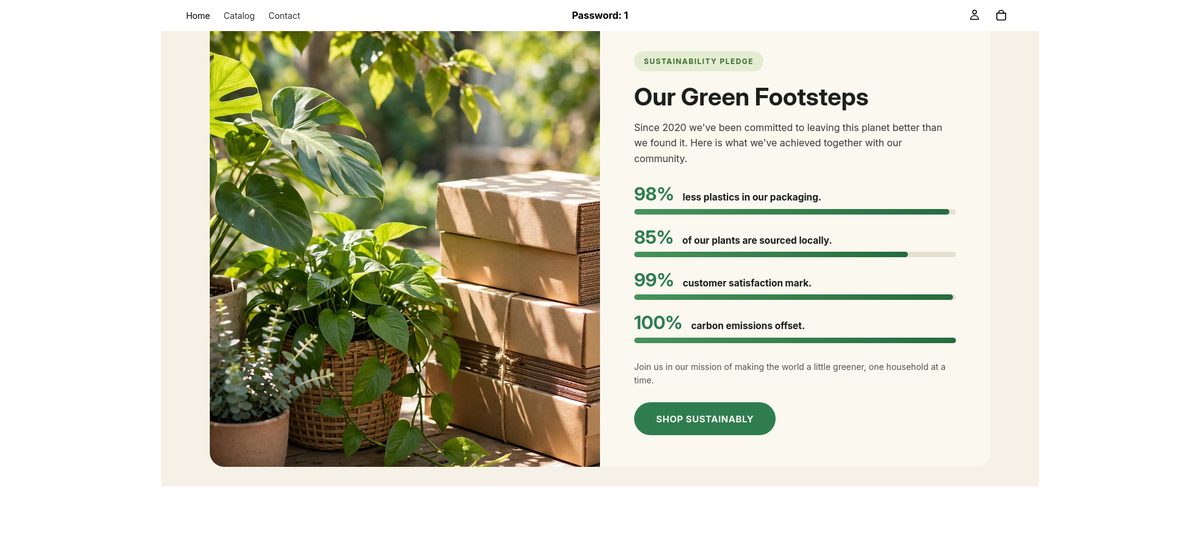 Home Catalog Contact Password: 1
SUSTAINABILITY PLEDGE
Our Green Footsteps
Since 2020 we've been committed to leaving this planet better than
we found it. Here is what we've achieved together with our
community.
98% less plastics in our packaging.
85% of our plants are sourced locally.
99% customer satisfaction mark.
100% carbon emissions offset.
Join us in our mission of making the world a little greener, one household at a
time.
SHOP SUSTAINABLY